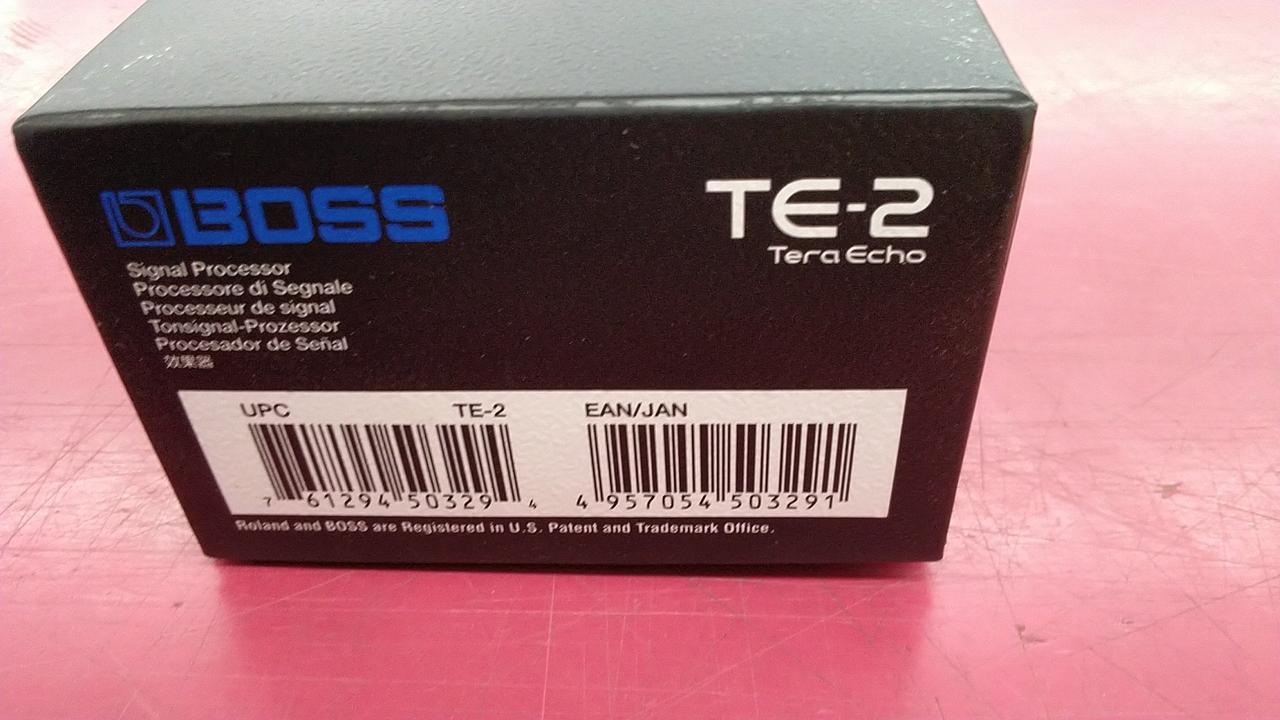 BOSS
TE-2
Tera Echo
Signal Processor
Processore di Segnale
Processeur de signal
Tonsignal-Prozessor
Procesador de Señal
效果器
UPC TE-2 EAN/JAN
7 61294 50329 4 4 957054 503291
Roland and BOSS are Registered in U.S. Patent and Trademark Office.